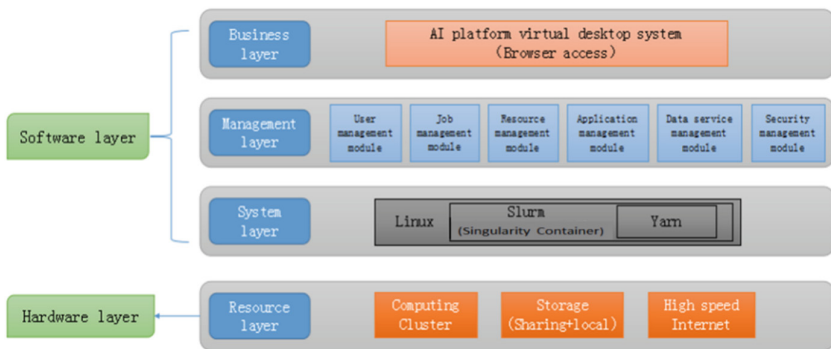 Business
layer
AI platform virtual desktop system
(Browser access)
Software layer
Management
layer
User
management
module
Job
management
module
Resource
management
module
Application
management
module
Data service
management
module
Security
management
module
System
layer
Linux
Slurm
(Singularity Container)
Yarn
Hardware layer
Resource
layer
Computing
Cluster
Storage
(Sharing+local)
High speed
Internet